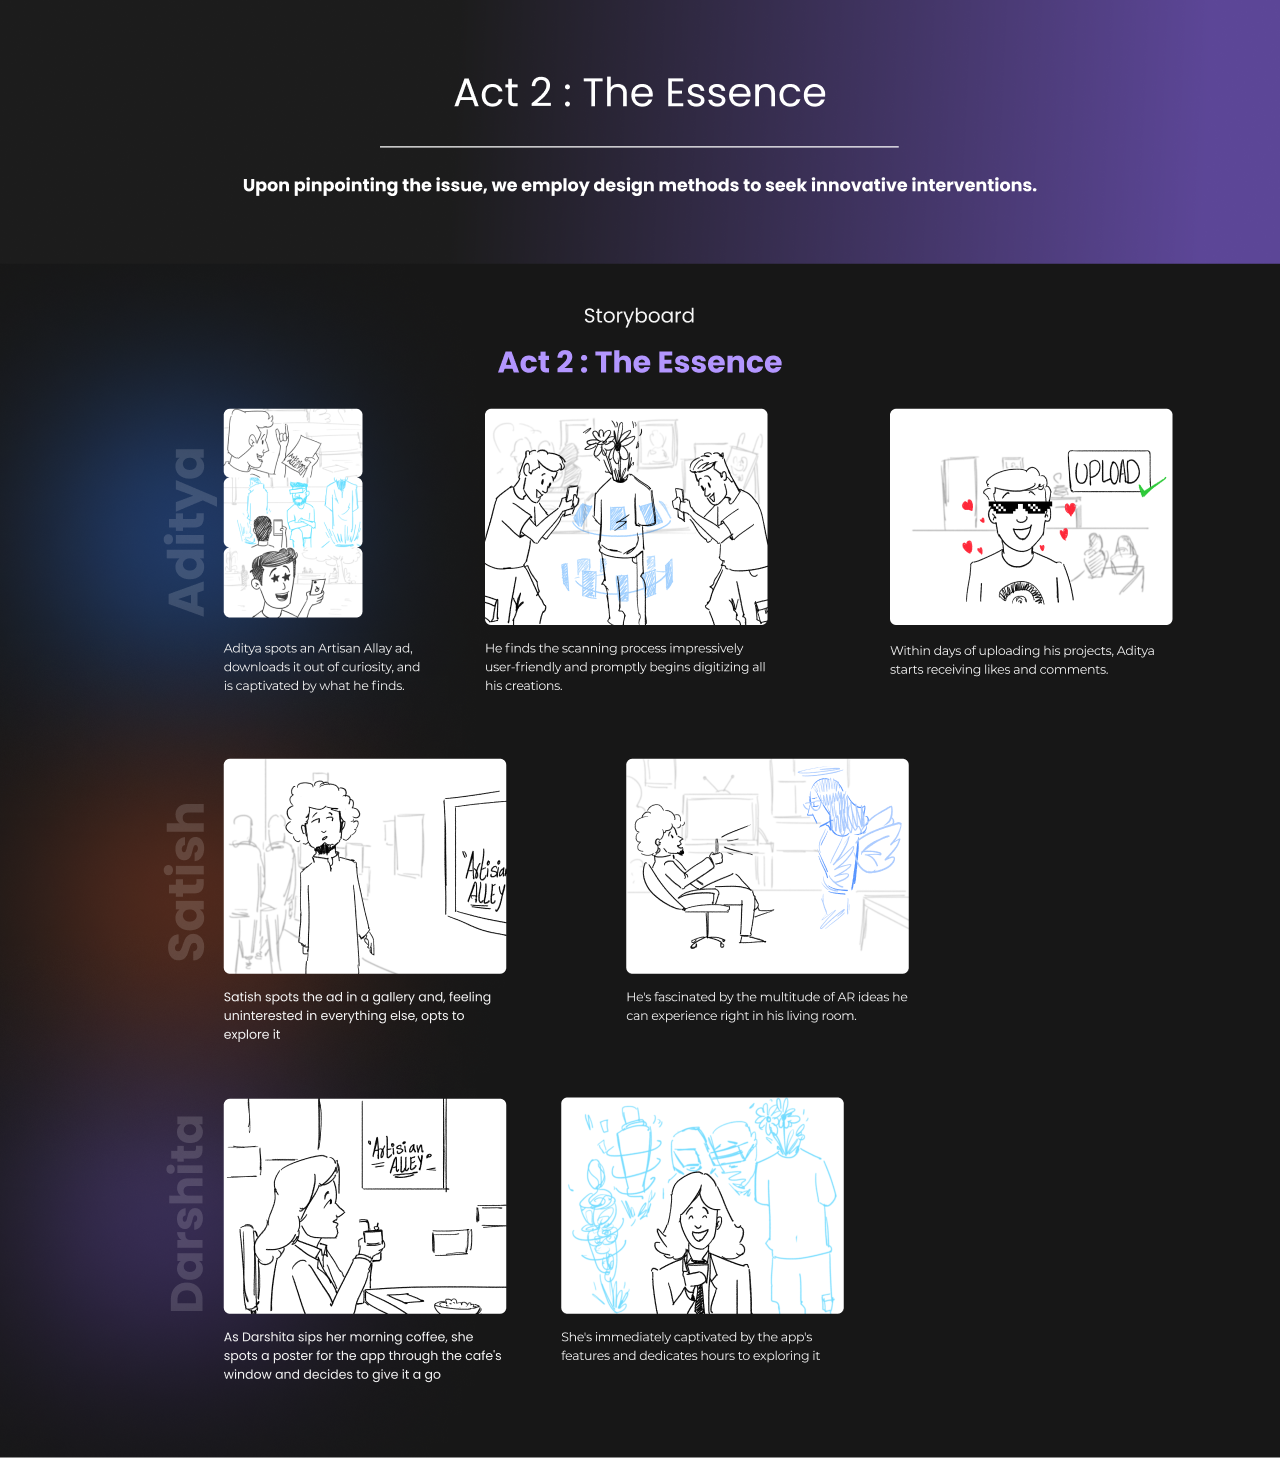 Act 2 : The Essence
Upon pinpointing the issue, we employ design methods to seek innovative interventions.
Storyboard
Act 2 : The Essence
Aditya
UPLOAD
Aditya spots an Artisan Allay ad,
downloads it out of curiosity, and
is captivated by what he finds.
He finds the scanning process impressively
user-friendly and promptly begins digitizing all
his creations.
Within days of uploading his projects, Aditya
starts receiving likes and comments.
Satish
"Artisian
ALLEY
Satish spots the ad in a gallery and, feeling
uninterested in everything else, opts to
explore it
He's fascinated by the multitude of AR ideas he
can experience right in his living room.
Darshita
"Artisian
ALLEY"
As Darshita sips her morning coffee, she
spots a poster for the app through the cafe's
window and decides to give it a go
She's immediately captivated by the app's
features and dedicates hours to exploring it